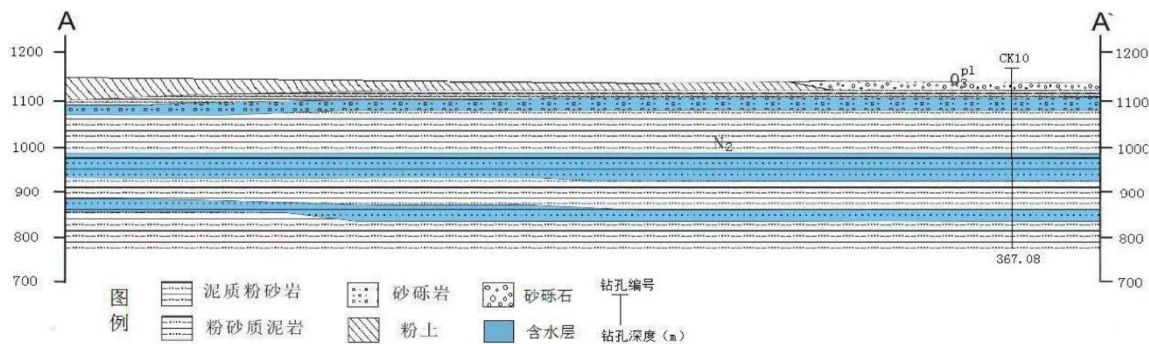 A A`
1200 CK10 1200
Q₃ᵖˡ
1100 1100
1000 N₂ 1000
900 900
800 800
367.08
700 700
图例
泥质粉砂岩 砂砾岩 砂砾石 钻孔编号
粉砂质泥岩 粉上 含水层 钻孔深度（m）